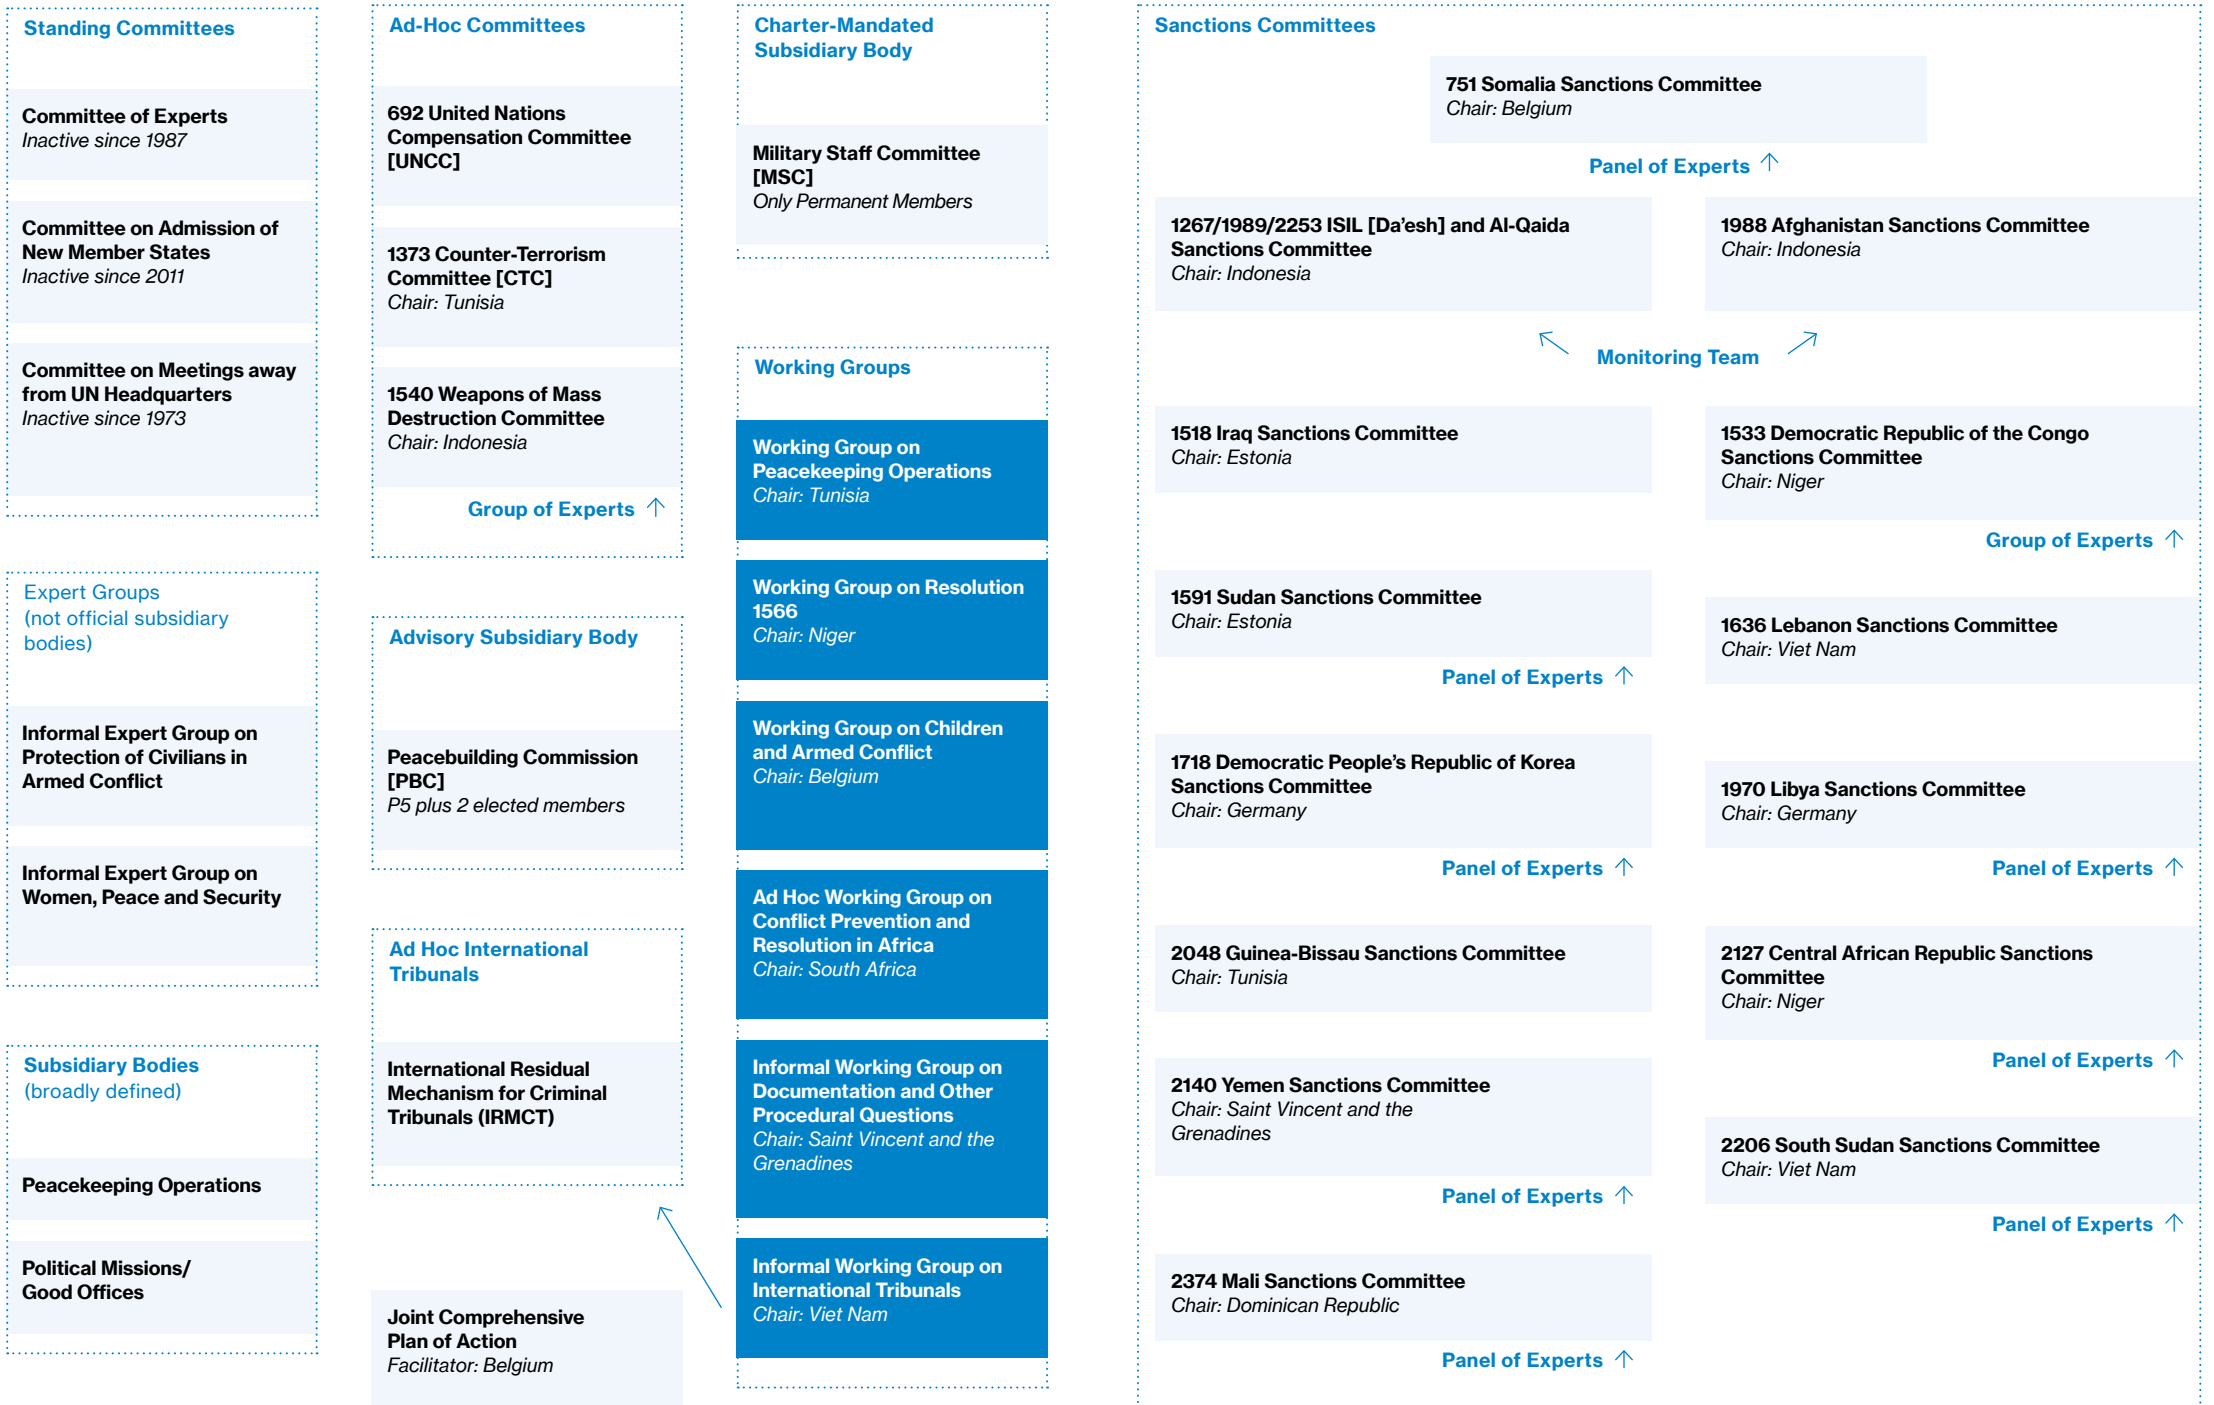 Standing Committees
Committee of Experts
Inactive since 1987
Committee on Admission of
New Member States
Inactive since 2011
Committee on Meetings away
from UN Headquarters
Inactive since 1973
Expert Groups
(not official subsidiary
bodies)
Informal Expert Group on
Protection of Civilians in
Armed Conflict
Informal Expert Group on
Women, Peace and Security
Subsidiary Bodies
(broadly defined)
Peacekeeping Operations
Political Missions/
Good Offices
Ad-Hoc Committees
692 United Nations
Compensation Committee
[UNCC]
1373 Counter-Terrorism
Committee [CTC]
Chair: Tunisia
1540 Weapons of Mass
Destruction Committee
Chair: Indonesia
Group of Experts ↑
Advisory Subsidiary Body
Peacebuilding Commission
[PBC]
P5 plus 2 elected members
Ad Hoc International
Tribunals
International Residual
Mechanism for Criminal
Tribunals (IRMCT)
Joint Comprehensive
Plan of Action
Facilitator: Belgium
Charter-Mandated
Subsidiary Body
Military Staff Committee
[MSC]
Only Permanent Members
Working Groups
Working Group on
Peacekeeping Operations
Chair: Tunisia
Working Group on Resolution
1566
Chair: Niger
Working Group on Children
and Armed Conflict
Chair: Belgium
Ad Hoc Working Group on
Conflict Prevention and
Resolution in Africa
Chair: South Africa
Informal Working Group on
Documentation and Other
Procedural Questions
Chair: Saint Vincent and the
Grenadines
Informal Working Group on
International Tribunals
Chair: Viet Nam
Sanctions Committees
751 Somalia Sanctions Committee
Chair: Belgium
Panel of Experts ↑
1267/1989/2253 ISIL [Da’esh] and Al-Qaida
Sanctions Committee
Chair: Indonesia
1988 Afghanistan Sanctions Committee
Chair: Indonesia
Monitoring Team
1518 Iraq Sanctions Committee
Chair: Estonia
1533 Democratic Republic of the Congo
Sanctions Committee
Chair: Niger
Group of Experts ↑
1591 Sudan Sanctions Committee
Chair: Estonia
Panel of Experts ↑
1636 Lebanon Sanctions Committee
Chair: Viet Nam
1718 Democratic People’s Republic of Korea
Sanctions Committee
Chair: Germany
Panel of Experts ↑
1970 Libya Sanctions Committee
Chair: Germany
Panel of Experts ↑
2048 Guinea-Bissau Sanctions Committee
Chair: Tunisia
2127 Central African Republic Sanctions
Committee
Chair: Niger
Panel of Experts ↑
2140 Yemen Sanctions Committee
Chair: Saint Vincent and the
Grenadines
Panel of Experts ↑
2206 South Sudan Sanctions Committee
Chair: Viet Nam
Panel of Experts ↑
2374 Mali Sanctions Committee
Chair: Dominican Republic
Panel of Experts ↑